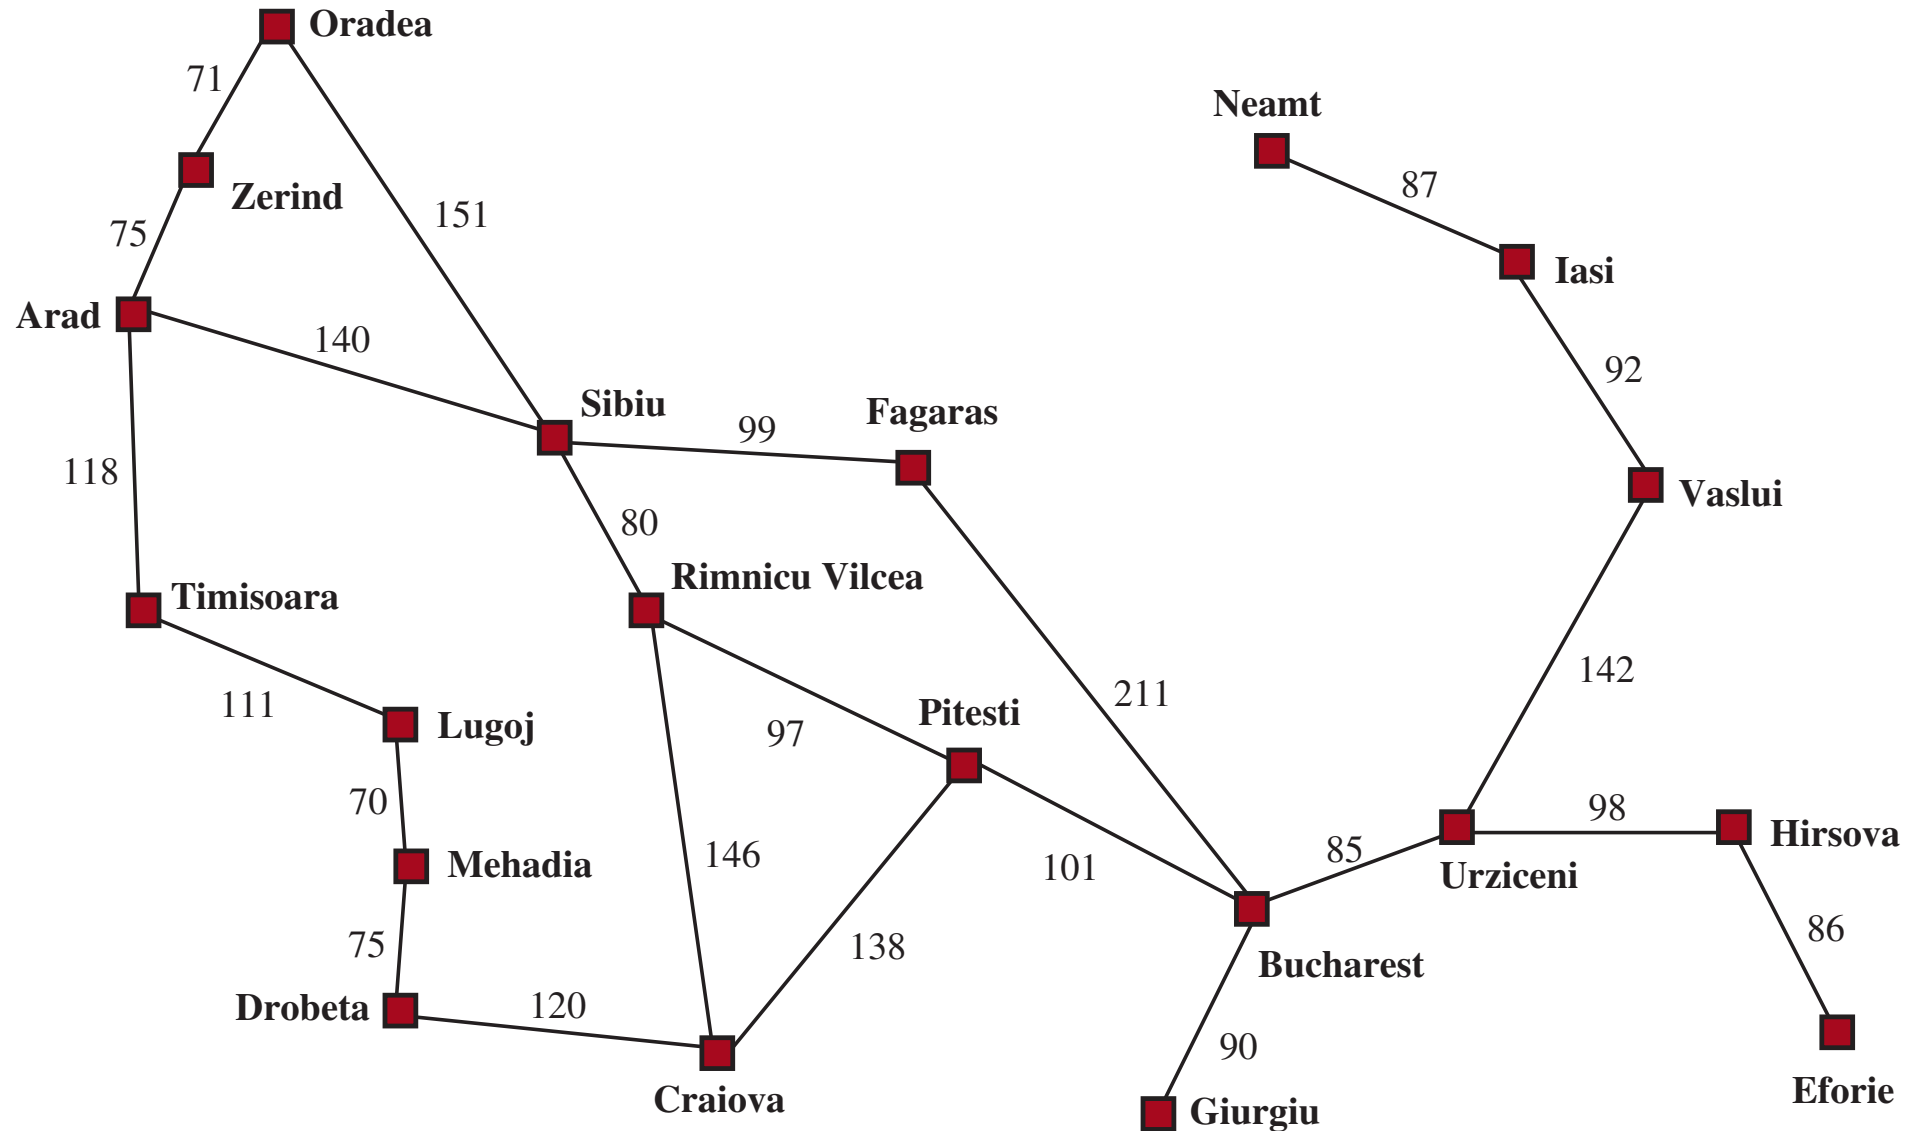 Oradea
71
Neamt
87
Zerind
151
75
Iasi
Arad
140
92
Sibiu
Fagaras
99
118
Vaslui
80
Rimnicu Vilcea
Timisoara
142
211
111
Lugoj
97
Pitesti
70
98
Hirsova
146
101
85
Mehadia
Urziceni
75
138
86
Bucharest
Drobeta
120
90
Craiova
Giurgiu
Eforie